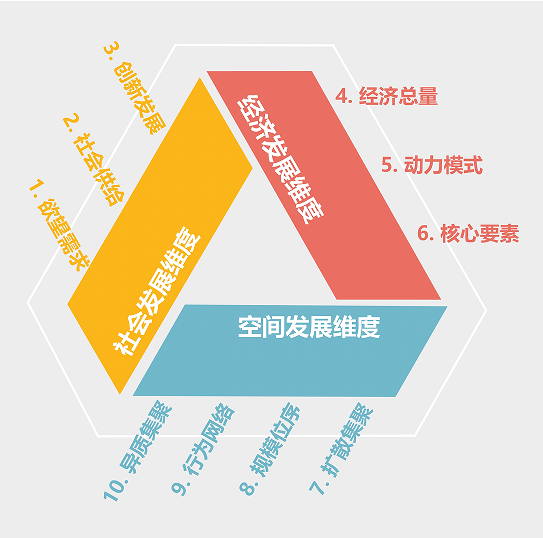 3. 创新发展
2. 社会供给
1. 欲望需求
社会发展维度
经济发展维度
4. 经济总量
5. 动力模式
6. 核心要素
空间发展维度
10. 异质集聚
9. 行为网络
8. 规模位序
7. 扩散集聚